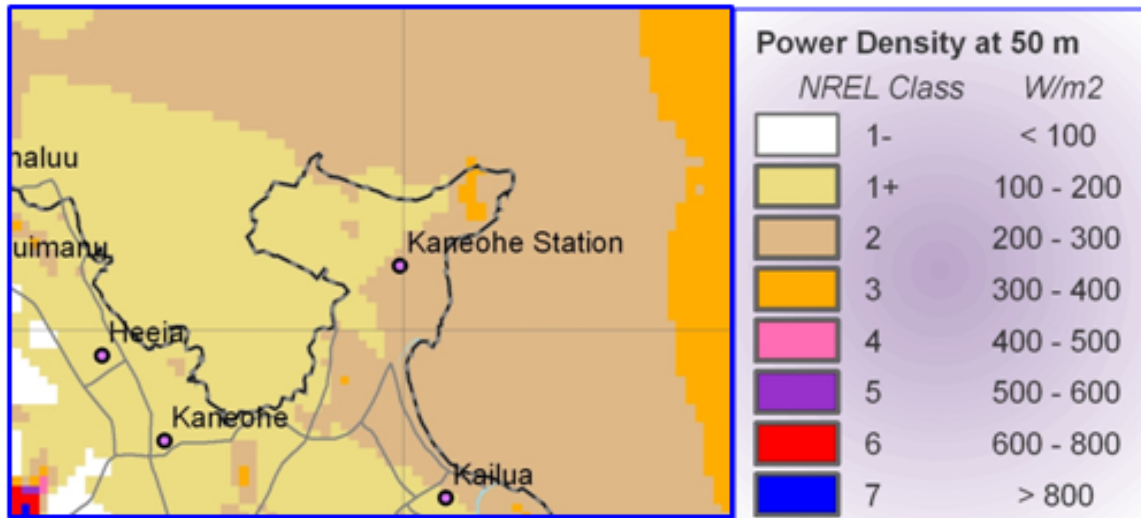 naluu
uimanu
Kaneohe Station
Heeia
Kaneohe
Kailua
Power Density at 50 m
NREL Class W/m2
1- < 100
1+ 100 - 200
2 200 - 300
3 300 - 400
4 400 - 500
5 500 - 600
6 600 - 800
7 > 800